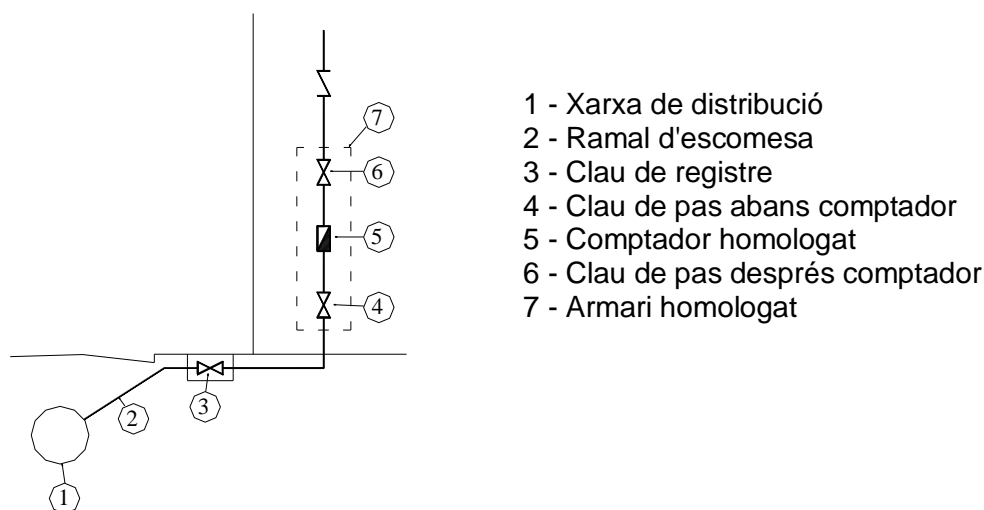 7
6
5
4
3
2
1
1 - Xarxa de distribució
2 - Ramal d'escomesa
3 - Clau de registre
4 - Clau de pas abans comptador
5 - Comptador homologat
6 - Clau de pas després comptador
7 - Armari homologat